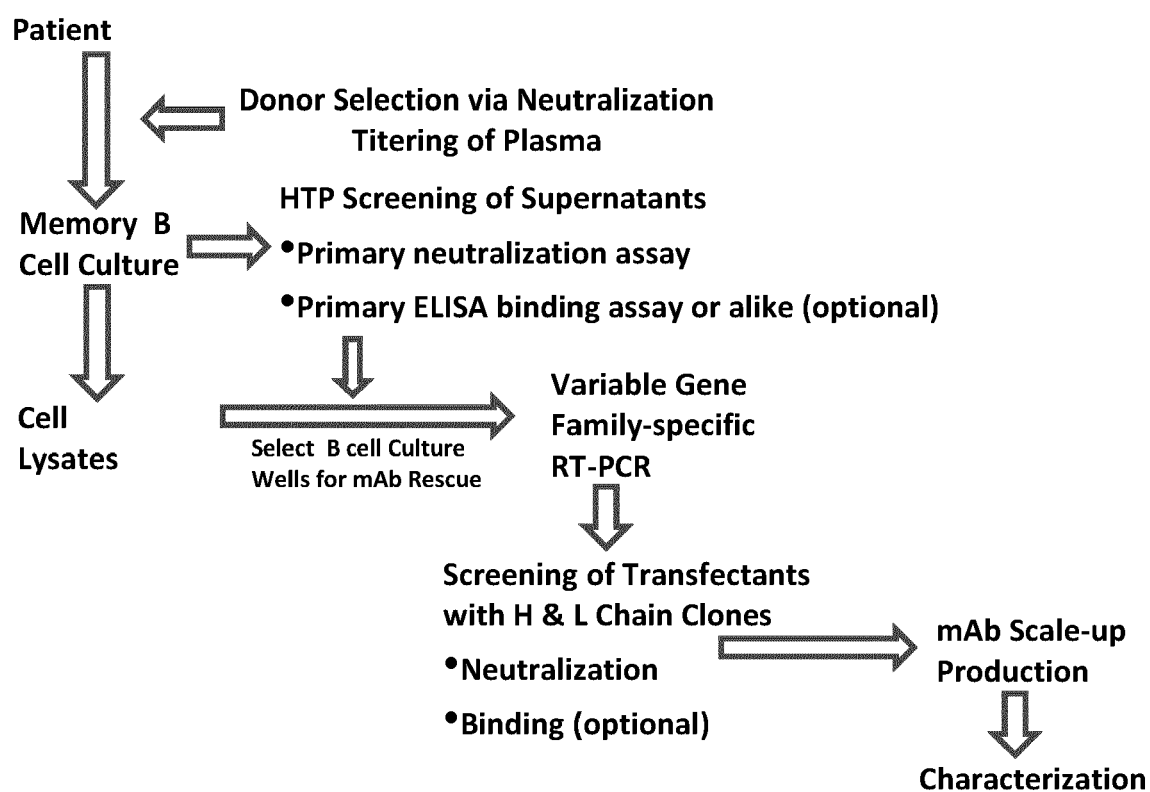 Patient
Donor Selection via Neutralization
Titering of Plasma
HTP Screening of Supernatants
Memory B
Cell Culture
•Primary neutralization assay
•Primary ELISA binding assay or alike (optional)
Cell
Lysates
Select B cell Culture
Wells for mAb Rescue
Variable Gene
Family-specific
RT-PCR
Screening of Transfectants
with H & L Chain Clones
•Neutralization
•Binding (optional)
mAb Scale-up
Production
Characterization